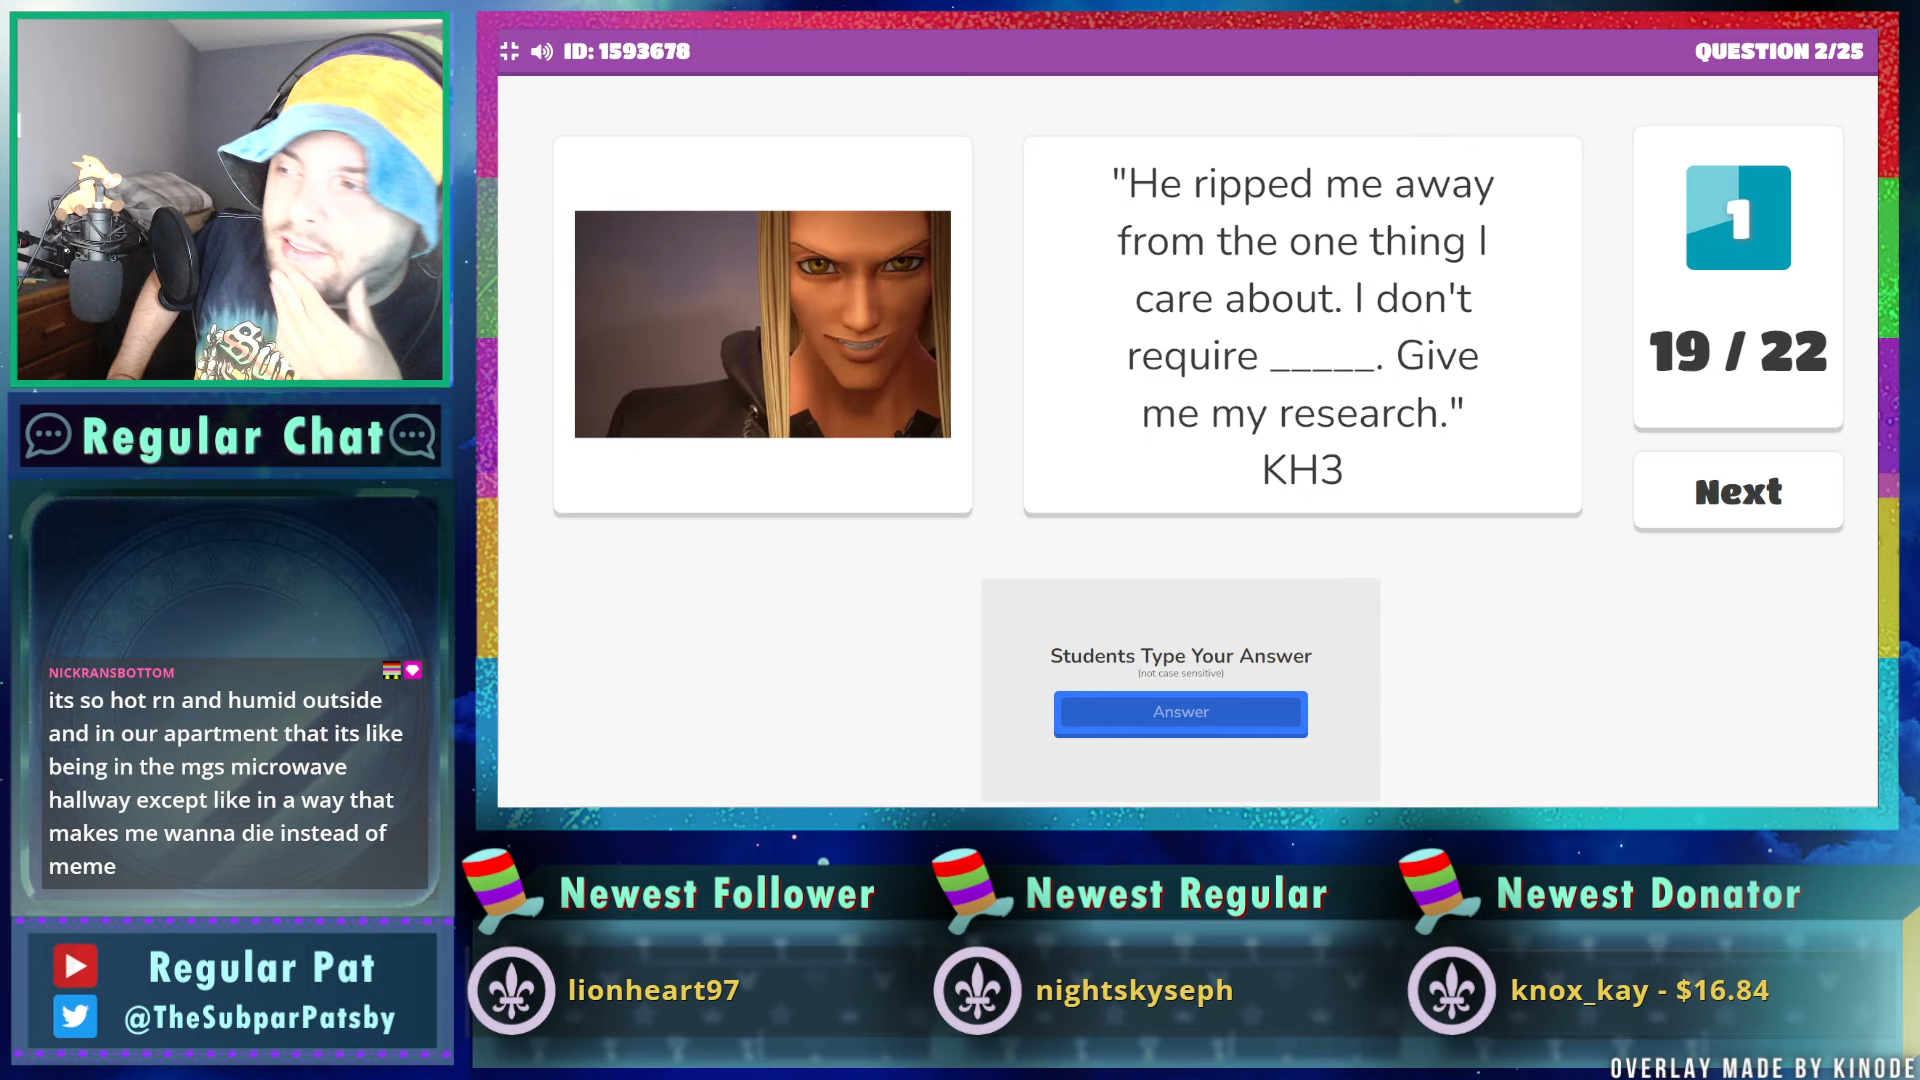 ID: 1593678
QUESTION 2/25
"He ripped me away
from the one thing I
care about. I don't
require _____. Give
me my research."
KH3
1
19 / 22
Next
Students Type Your Answer
(not case sensitive)
Answer
Regular Chat
NICKRANSBOTTOM
its so hot rn and humid outside
and in our apartment that its like
being in the mgs microwave
hallway except like in a way that
makes me wanna die instead of
meme
Regular Pat
@TheSubparPatsby
Newest Follower
lionheart97
Newest Regular
nightskyseph
Newest Donator
knox_kay - $16.84
OVERLAY MADE BY KINODE